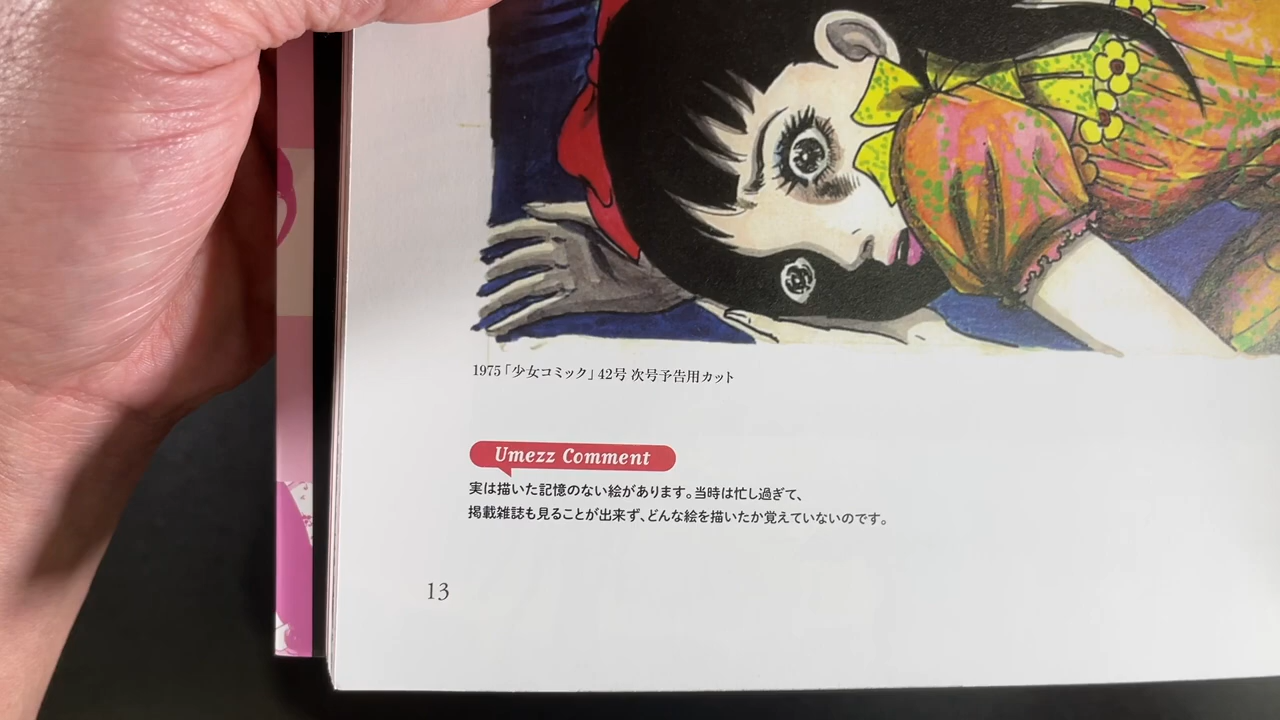 1975「少女コミック」42号 次号予告用カット
Umezz Comment
実は描いた記憶のない絵があります。当時は忙し過ぎて、
掲載雑誌も見ることが出来ず、どんな絵を描いたか覚えていないのです。
13